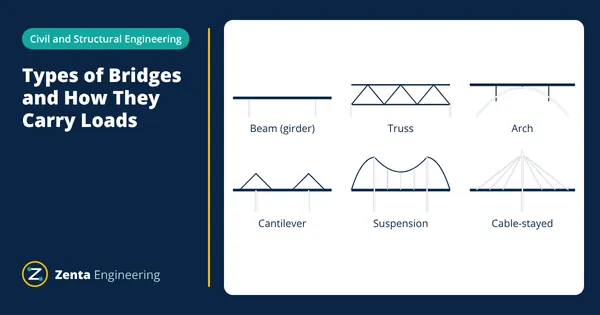 Civil and Structural Engineering
Types of Bridges
and How They
Carry Loads
Beam (girder)
Truss
Arch
Cantilever
Suspension
Cable-stayed
Z
Zenta Engineering